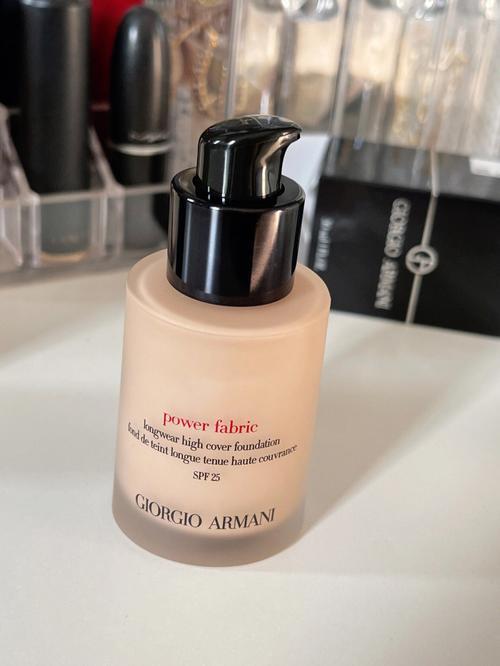 power fabric
longwear high cover foundation
fond de teint longue tenue haute couvrance
SPF 25
GIORGIO ARMANI
GIORGIO ARMANI